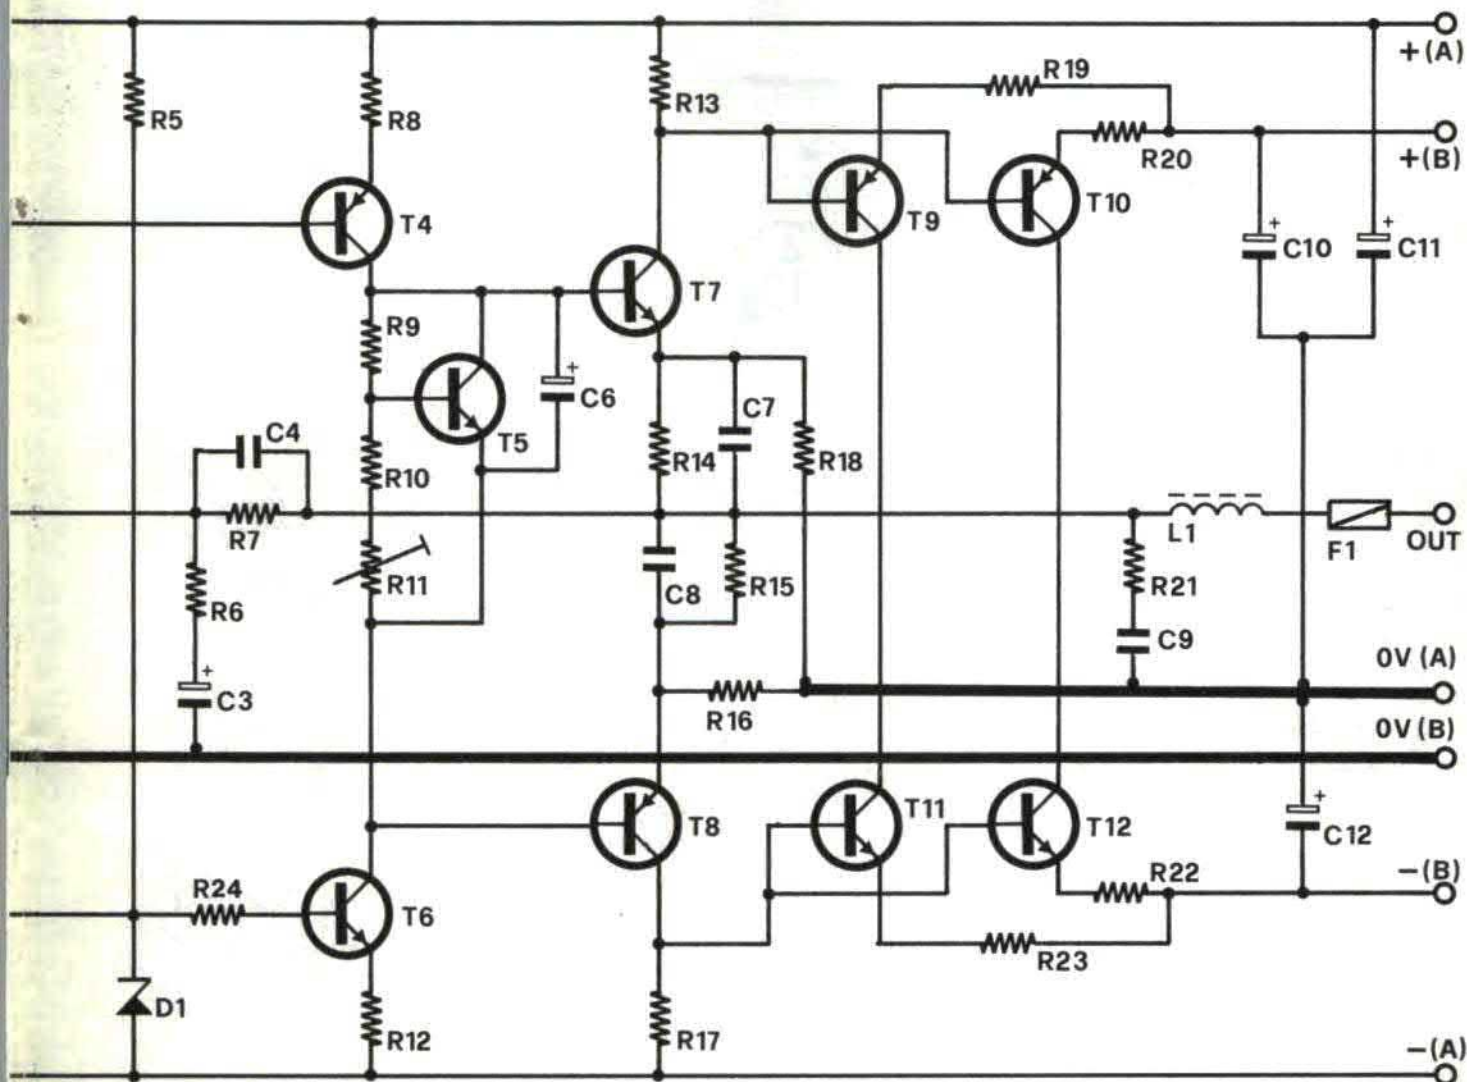 +(A)
R19
R5
R8
R13
+(B)
R20
T4
T9
T10
C10
C11
T7
R9
C6
C7
T5
C4
R10
R14
R18
R7
L1
F1
OUT
R11
C8
R15
R21
R6
C9
0V (A)
C3
R16
0V (B)
T8
T11
T12
C12
R24
R22
-(B)
T6
R23
D1
R12
R17
-(A)